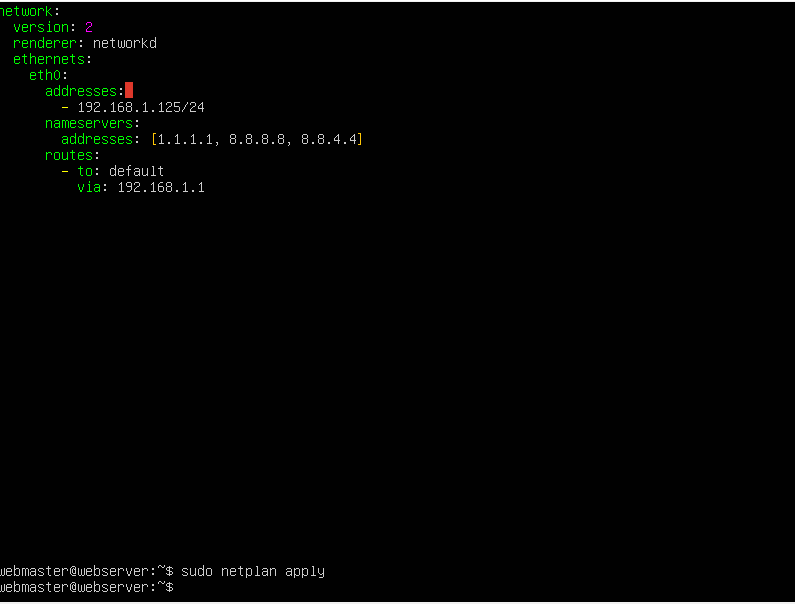 network:
  version: 2
  renderer: networkd
  ethernets:
    eth0:
      addresses:
        - 192.168.1.125/24
      nameservers:
        addresses: [1.1.1.1, 8.8.8.8, 8.8.4.4]
      routes:
        - to: default
          via: 192.168.1.1
webmaster@webserver:~$ sudo netplan apply
webmaster@webserver:~$